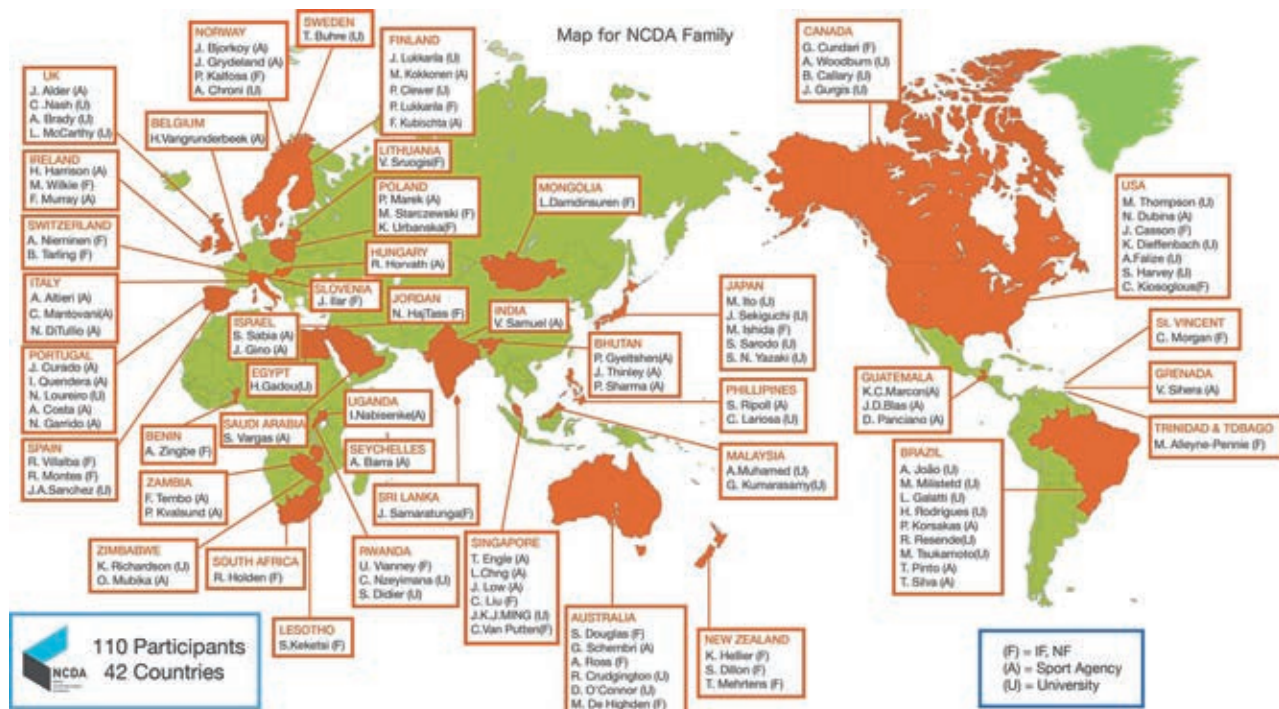 Map for NCDA Family
NORWAY
J. Bjorkoy (A)
J. Grydeland (A)
P. Kalfoss (F)
A. Chroni (U)
SWEDEN
T. Buhre (U)
FINLAND
J. Lukkarila (U)
M. Kokkonen (A)
P. Clewer (U)
P. Lukkarila (F)
F. Kubischta (A)
CANADA
G. Cundari (F)
A. Woodburn (U)
B. Callary (U)
J. Gurgis (U)
UK
J. Alder (A)
C .Nash (U)
A. Brady (U)
L. McCarthy (U)
BELGIUM
H.Vangrunderbeek (A)
IRELAND
H. Harrison (A)
M. Wilkie (F)
F. Murray (A)
LITHUANIA
V. Sruogis(F)
POLAND
P. Marek (A)
M. Starczewski (F)
K. Urbanska(F)
MONGOLIA
L.Damdinsuren (F)
USA
M. Thompson (U)
N. Dubina (A)
J. Casson (F)
K. Dieffenbach (U)
A.Falize (U)
S. Harvey (U)
C. Kiosoglous(F)
SWITZERLAND
A. Nieminen (F)
B. Tarling (F)
HUNGARY
R. Horvath (A)
ITALY
A. Altieri (A)
C. Mantovani(A)
N. DiTullio (A)
SLOVENIA
J. Ilar (F)
JORDAN
N. HajTass (F)
INDIA
V. Samuel (A)
JAPAN
M. Ito (U)
J. Sekiguchi (U)
M. Ishida (F)
S. Sarodo (U)
S. N. Yazaki (U)
ISRAEL
S. Sabia (A)
J. Gino (A)
BHUTAN
P. Gyeltshen(A)
J. Thinley (A)
P. Sharma (A)
St. VINCENT
C. Morgan (F)
PORTUGAL
J. Curado (A)
I. Quendera (A)
N. Loureiro (U)
A. Costa (A)
N. Garrido (A)
EGYPT
H.Gadou(U)
UGANDA
I.Nabisenke(A)
PHILLIPINES
S. Ripoll (A)
C. Lariosa (U)
GUATEMALA
K.C.Marcon(A)
J.D.Blas (A)
D. Panciano (A)
GRENADA
V. Sihera (A)
TRINIDAD & TOBAGO
M. Alleyne-Pennie (F)
BENIN
A. Zingbe (F)
SAUDI ARABIA
S. Vargas (A)
SEYCHELLES
A. Barra (A)
SPAIN
R. Villalba (F)
R. Montes (F)
J.A.Sanchez (U)
MALAYSIA
A.Muhamed (U)
G. Kumarasamy(U)
BRAZIL
A. João (U)
M. Milistetd (U)
L. Galatti (U)
H. Rodrigues (U)
P. Korsakas (A)
R. Resende(U)
M. Tsukamoto(U)
T. Pinto (A)
T. Silva (A)
ZAMBIA
F. Tembo (A)
P. Kvalsund (A)
SRI LANKA
J. Samaratunga(F)
ZIMBABWE
K. Richardson (U)
O. Mubika (A)
SOUTH AFRICA
R. Holden (F)
RWANDA
U. Vianney (F)
C. Nzeyimana (U)
S. Didier (U)
SINGAPORE
T. Engle (A)
L.Chng (A)
J. Low (A)
C. Liu (F)
J.K.J.MING (U)
C.Van Putten(F)
LESOTHO
S.Keketsi (F)
AUSTRALIA
S. Douglas (F)
G. Schembri (A)
A. Ross (F)
R. Crudgington (U)
D. O'Connor (U)
M. De Highden (F)
NEW ZEALAND
K. Hellier (F)
S. Dillon (F)
T. Mehrtens (F)
NCDA
110 Participants
42 Countries
(F) = IF, NF
(A) = Sport Agency
(U) = University